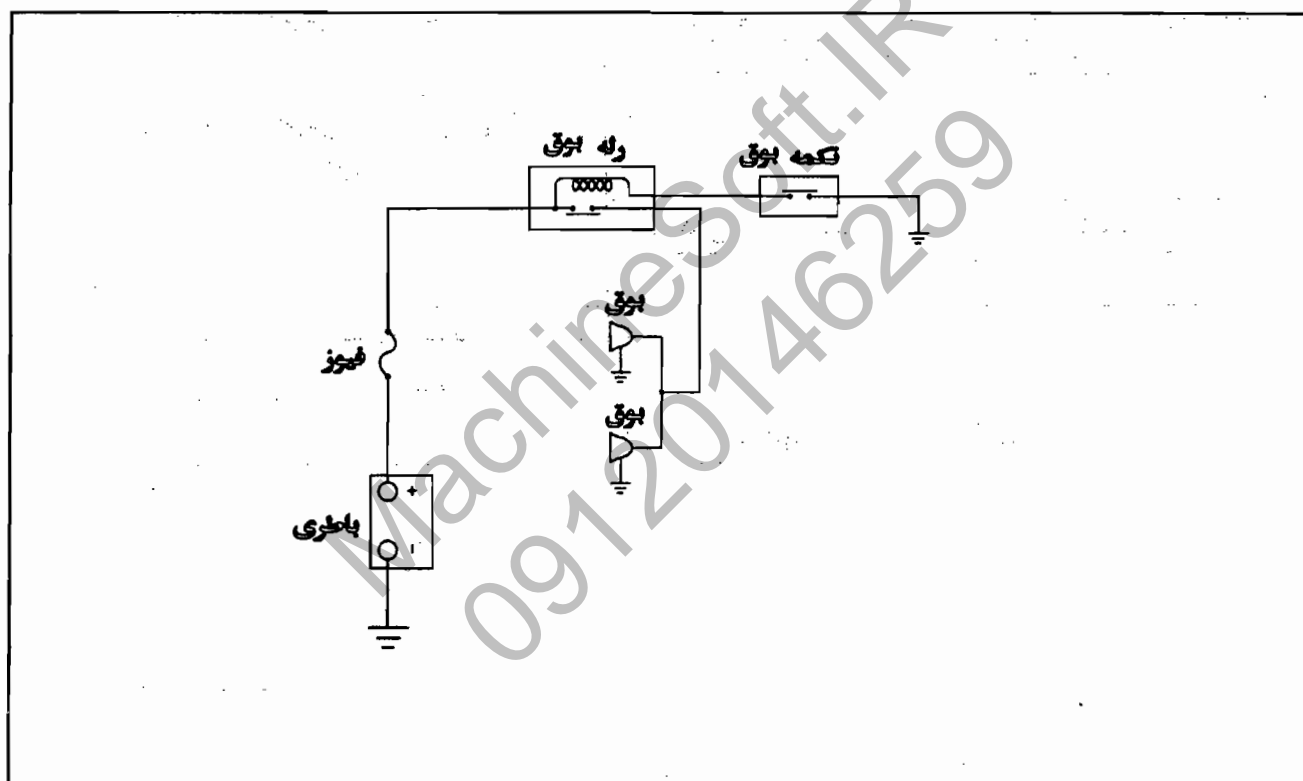 رله بوق
تکمه بوق
بوق
فیوز
بوق
+
باطری
-
MachineSoft.IR
09120146259